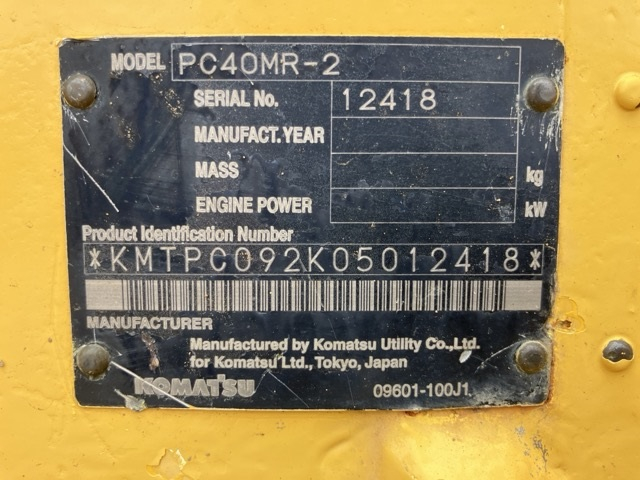 MODEL PC40MR-2
SERIAL No. 12418
MANUFACT. YEAR
MASS kg
ENGINE POWER kW
Product Identification Number
*KMTPC092K05012418*
MANUFACTURER
Manufactured by Komatsu Utility Co.,Ltd.
for Komatsu Ltd., Tokyo, Japan
KOMATSU 09601-100J1